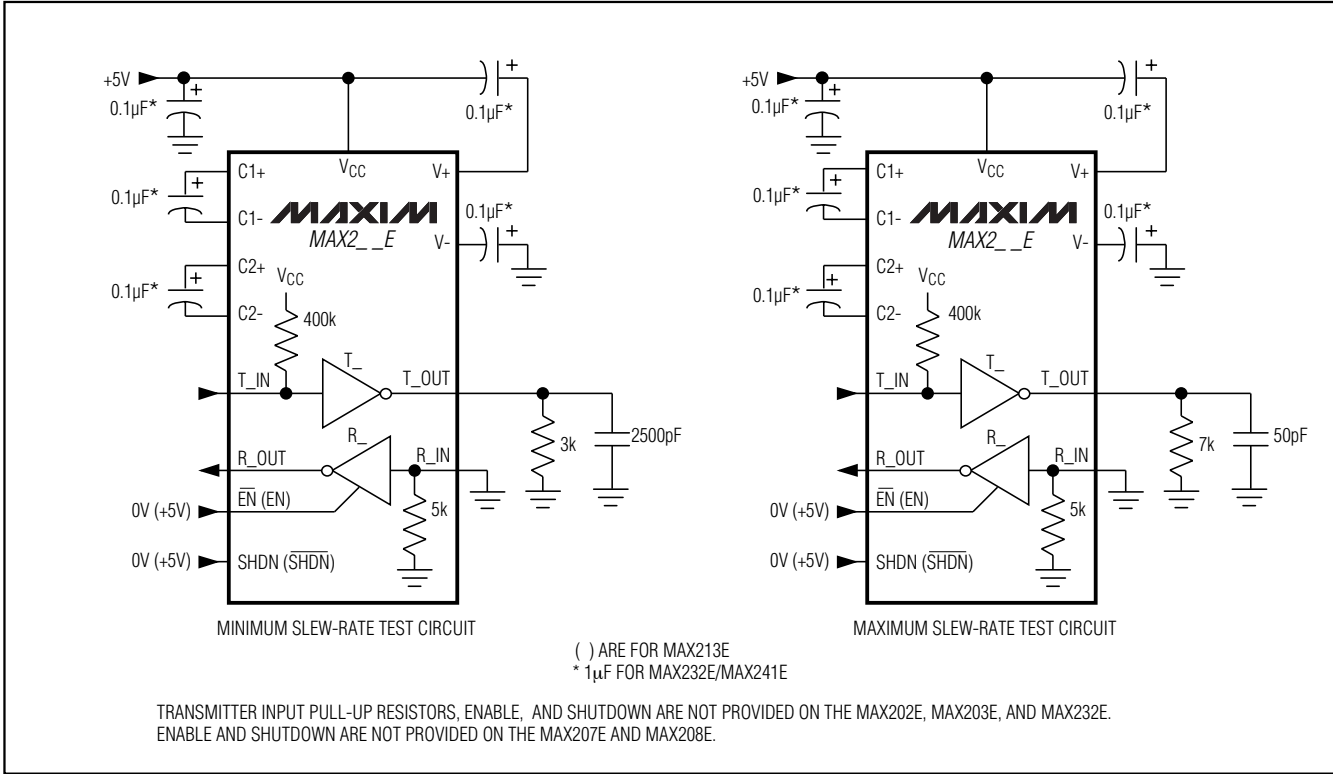 +5V
+
0.1µF*
+
0.1µF*
C1+
VCC
V+
+
0.1µF*
C1-
MAXIM
MAX2_ _E
0.1µF*
+
V-
C2+
+
0.1µF*
VCC
C2-
400k
T_IN
T_
T_OUT
3k
2500pF
R_OUT
R_
R_IN
0V (+5V)
E̅N̅ (EN)
5k
0V (+5V)
SHDN (S̅H̅D̅N̅)
MINIMUM SLEW-RATE TEST CIRCUIT
+5V
+
0.1µF*
+
0.1µF*
C1+
VCC
V+
+
0.1µF*
C1-
MAXIM
MAX2_ _E
0.1µF*
+
V-
C2+
+
0.1µF*
VCC
C2-
400k
T_IN
T_
T_OUT
7k
50pF
R_OUT
R_
R_IN
0V (+5V)
E̅N̅ (EN)
5k
0V (+5V)
SHDN (S̅H̅D̅N̅)
MAXIMUM SLEW-RATE TEST CIRCUIT
( ) ARE FOR MAX213E
* 1µF FOR MAX232E/MAX241E
TRANSMITTER INPUT PULL-UP RESISTORS, ENABLE, AND SHUTDOWN ARE NOT PROVIDED ON THE MAX202E, MAX203E, AND MAX232E.
ENABLE AND SHUTDOWN ARE NOT PROVIDED ON THE MAX207E AND MAX208E.